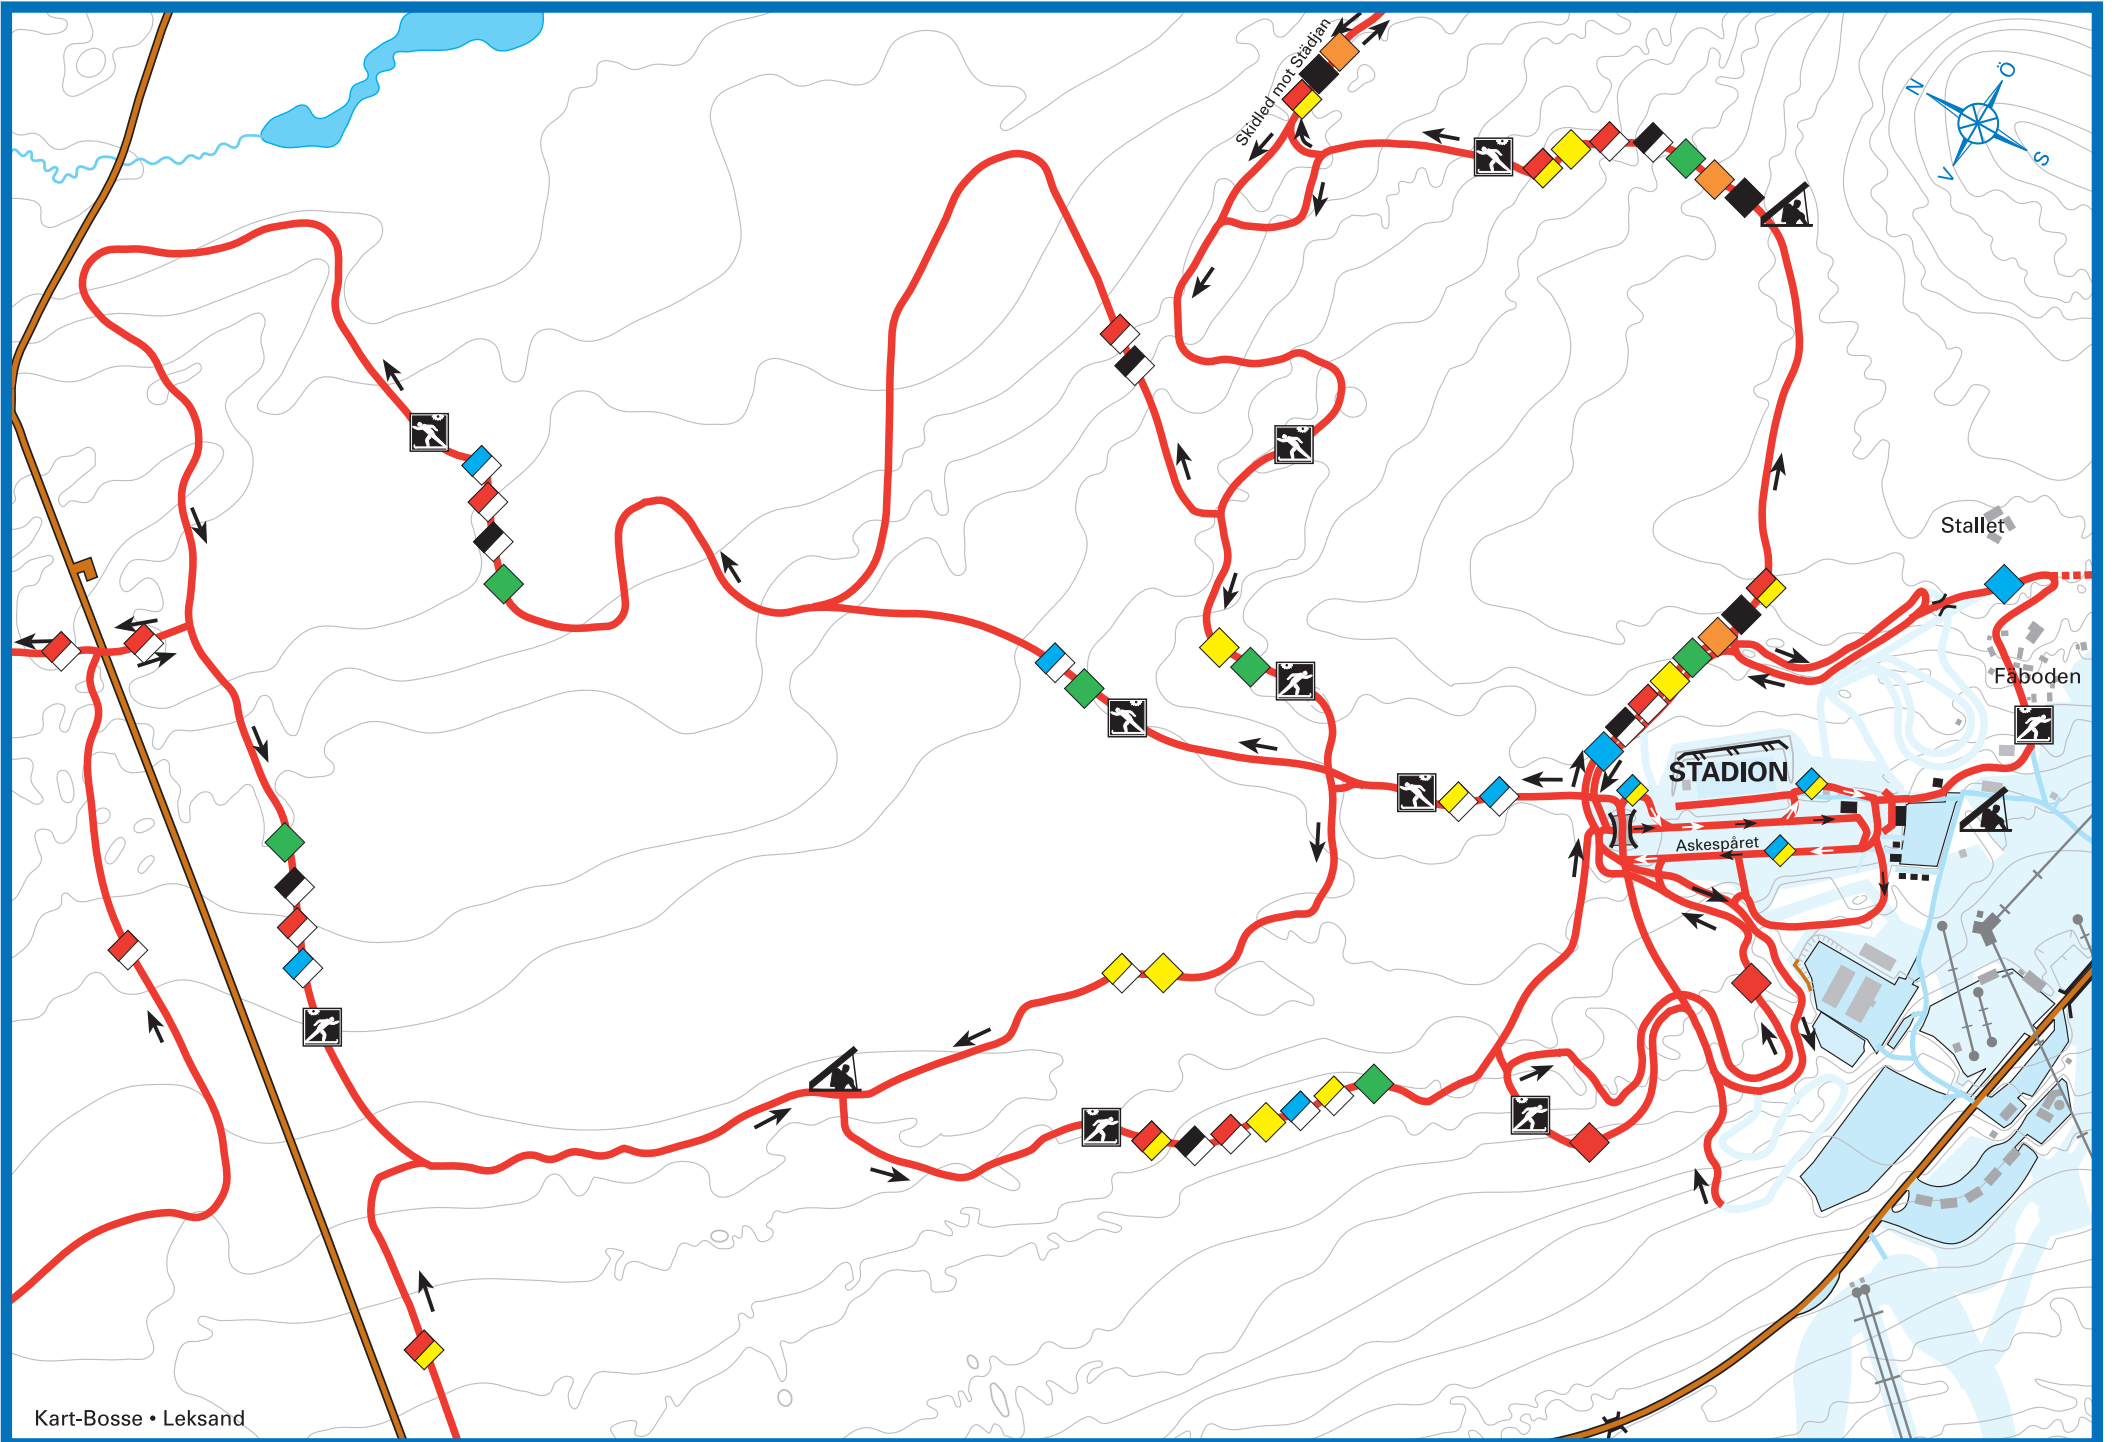 Skidled mot Städjan
N
Ö
V
S
Stallet
Fäboden
STADION
Askespåret
Kart-Bosse • Leksand